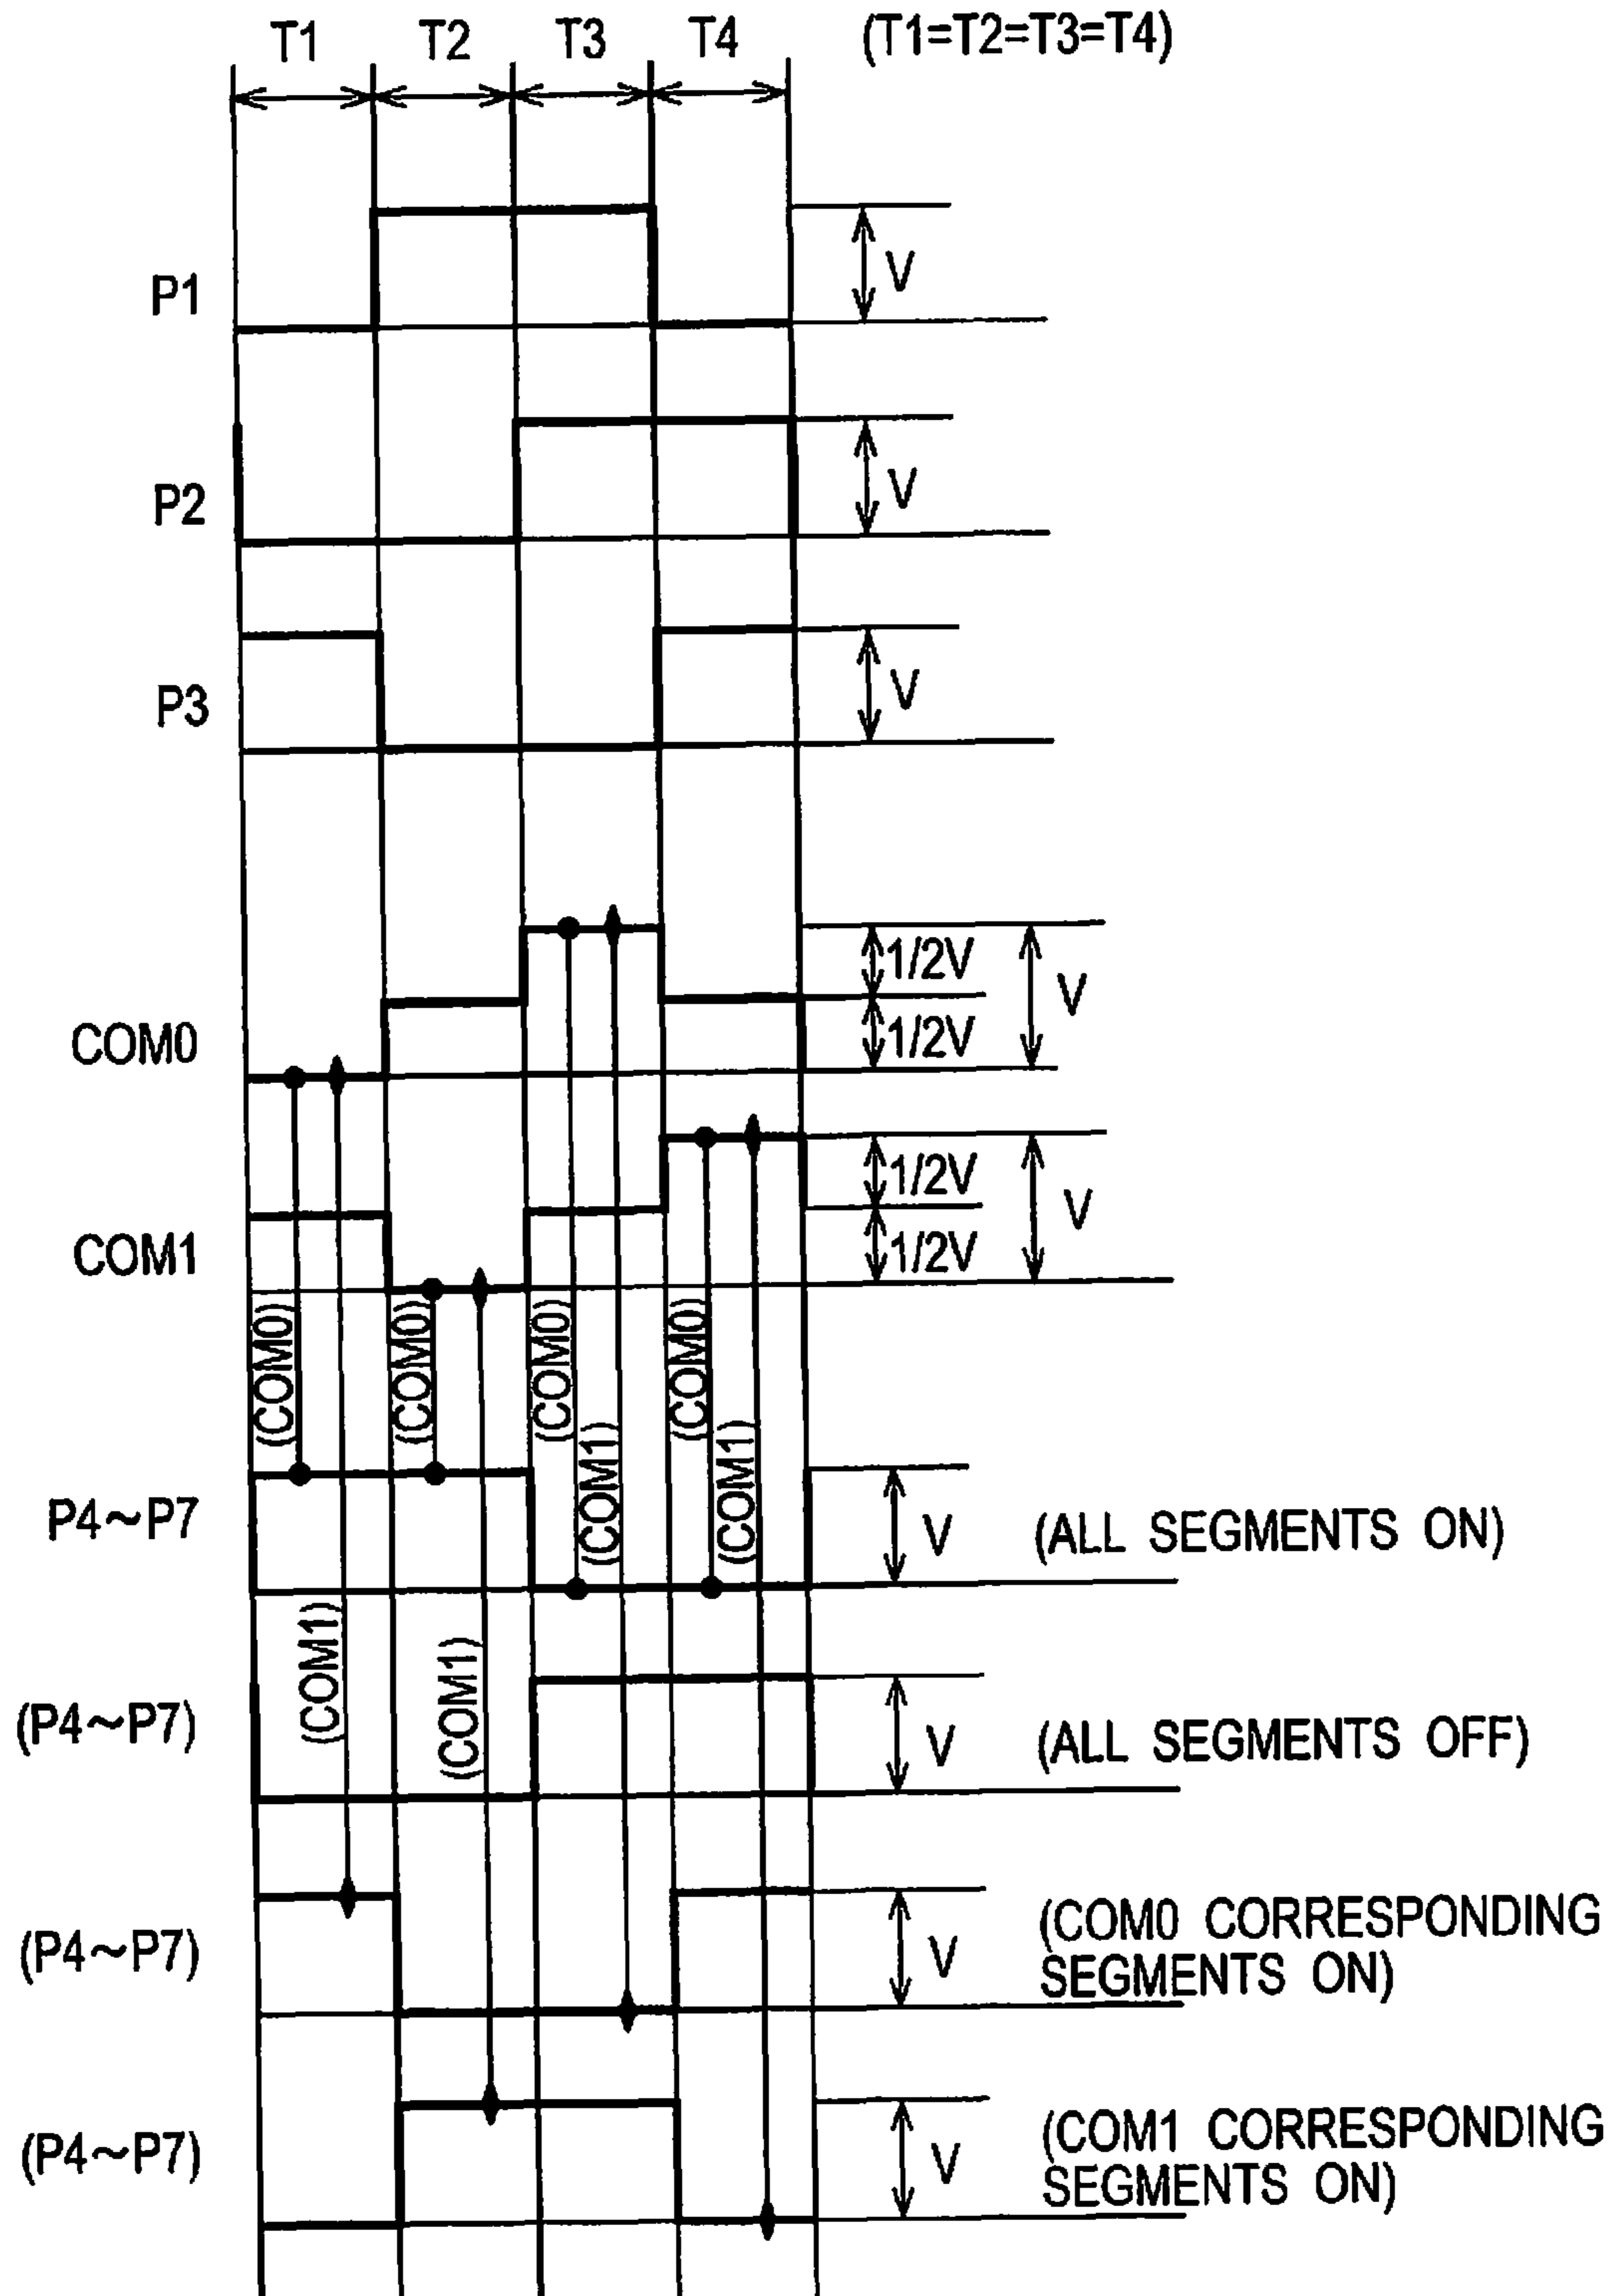 T1 T2 T3 T4 (T1=T2=T3=T4)
P1 V
P2 V
P3 V
1/2V
V
COM0 1/2V
1/2V
V
COM1 1/2V
(COM0) (COM0) (COM0) (COM0)
(COM1) (COM1)
P4~P7 V (ALL SEGMENTS ON)
(COM1) (COM1)
(P4~P7) V (ALL SEGMENTS OFF)
(P4~P7) V (COM0 CORRESPONDING
SEGMENTS ON)
(P4~P7) V (COM1 CORRESPONDING
SEGMENTS ON)